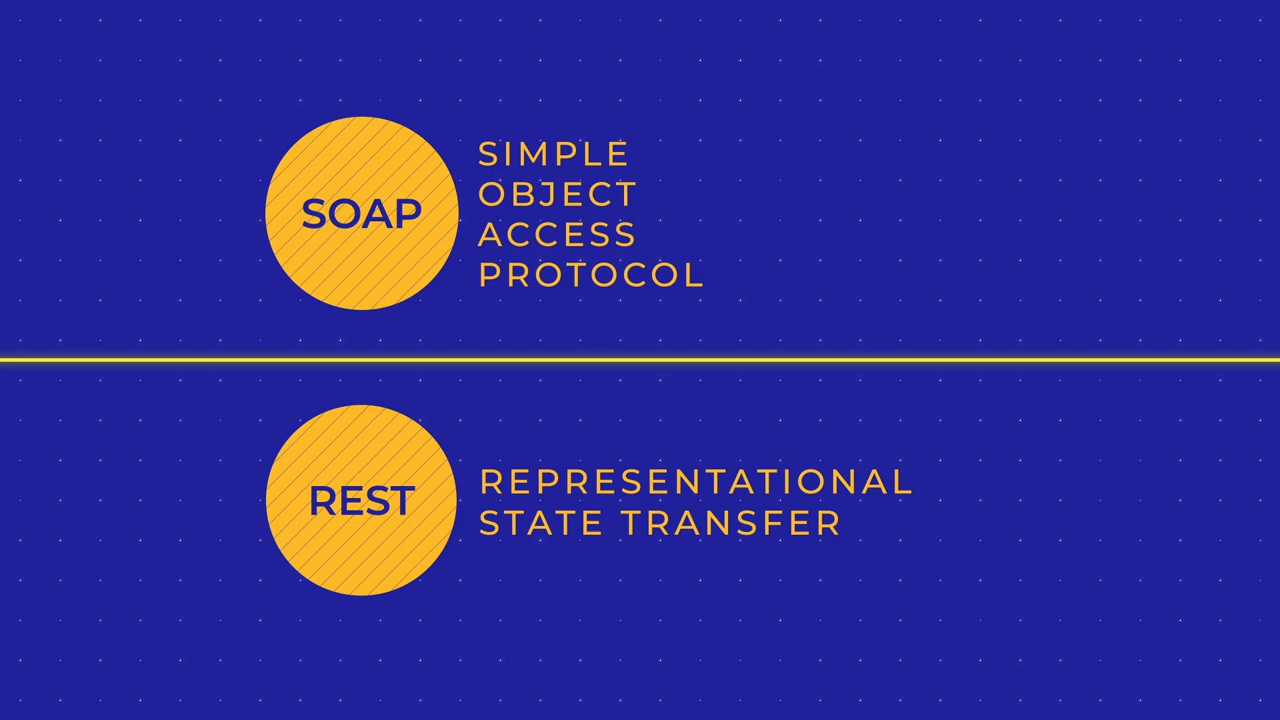 SOAP
SIMPLE
OBJECT
ACCESS
PROTOCOL
REST
REPRESENTATIONAL
STATE TRANSFER